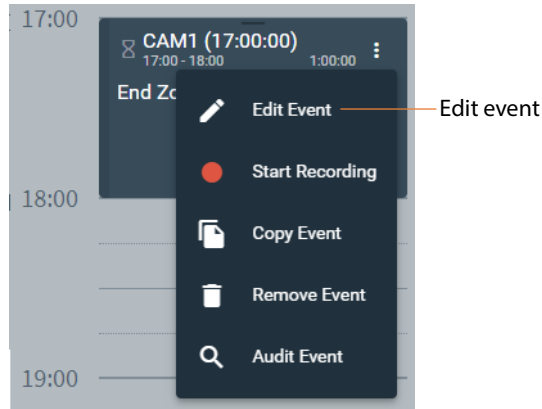 17:00
CAM1 (17:00:00)
17:00 - 18:00 1:00:00
End Zo
Edit Event
Edit event
Start Recording
18:00
Copy Event
Remove Event
Audit Event
19:00